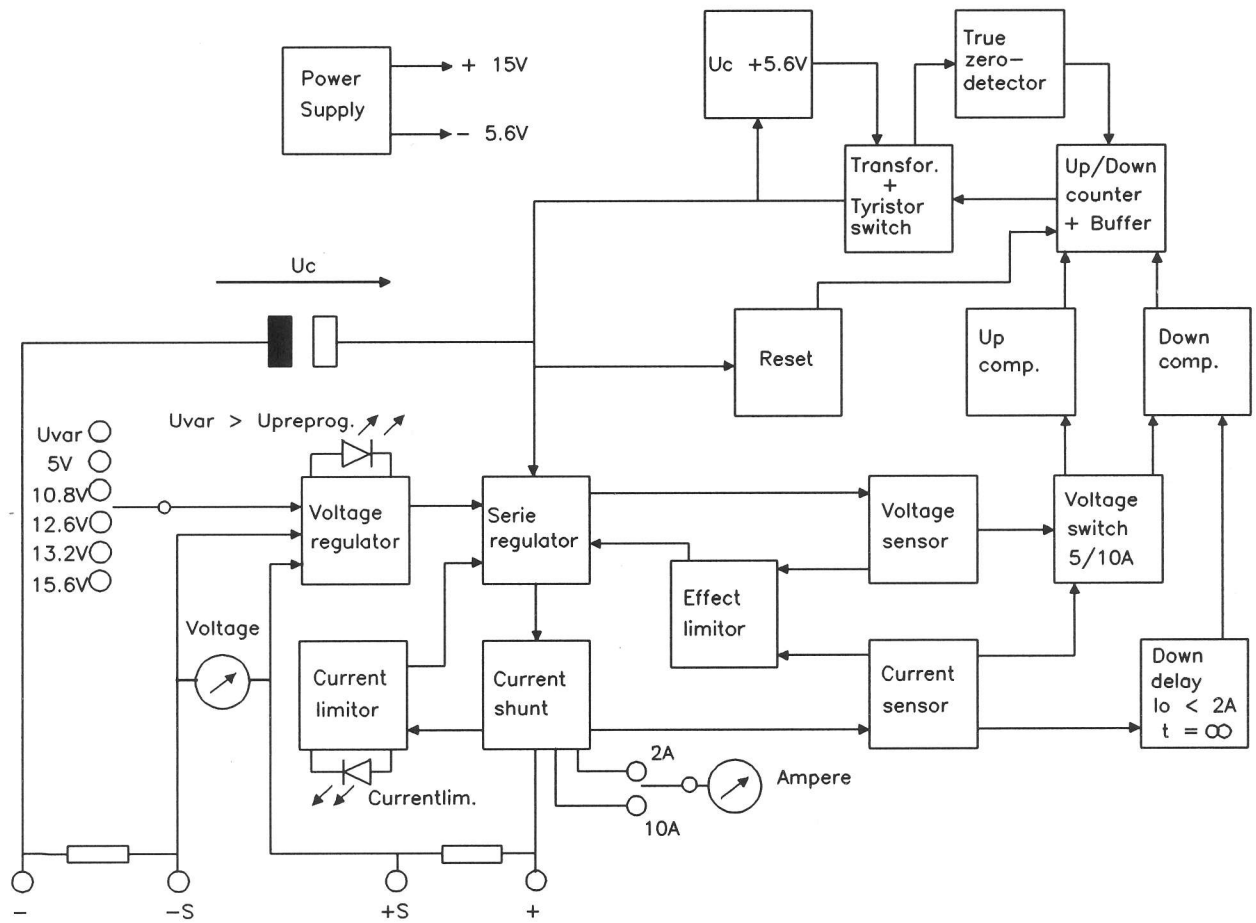 Power
Supply
+ 15V
- 5.6V
Uc +5.6V
True
zero-
detector
Transfor.
+
Tyristor
switch
Up/Down
counter
+ Buffer
Uc
Reset
Up
comp.
Down
comp.
Uvar > Upreprog.
Uvar
5V
10.8V
12.6V
13.2V
15.6V
Voltage
regulator
Serie
regulator
Voltage
sensor
Voltage
switch
5/10A
Effect
limitor
Voltage
Current
limitor
Current
shunt
Current
sensor
Down
delay
Io < 2A
t = ∞
Currentlim.
2A
10A
Ampere
-
-S
+S
+